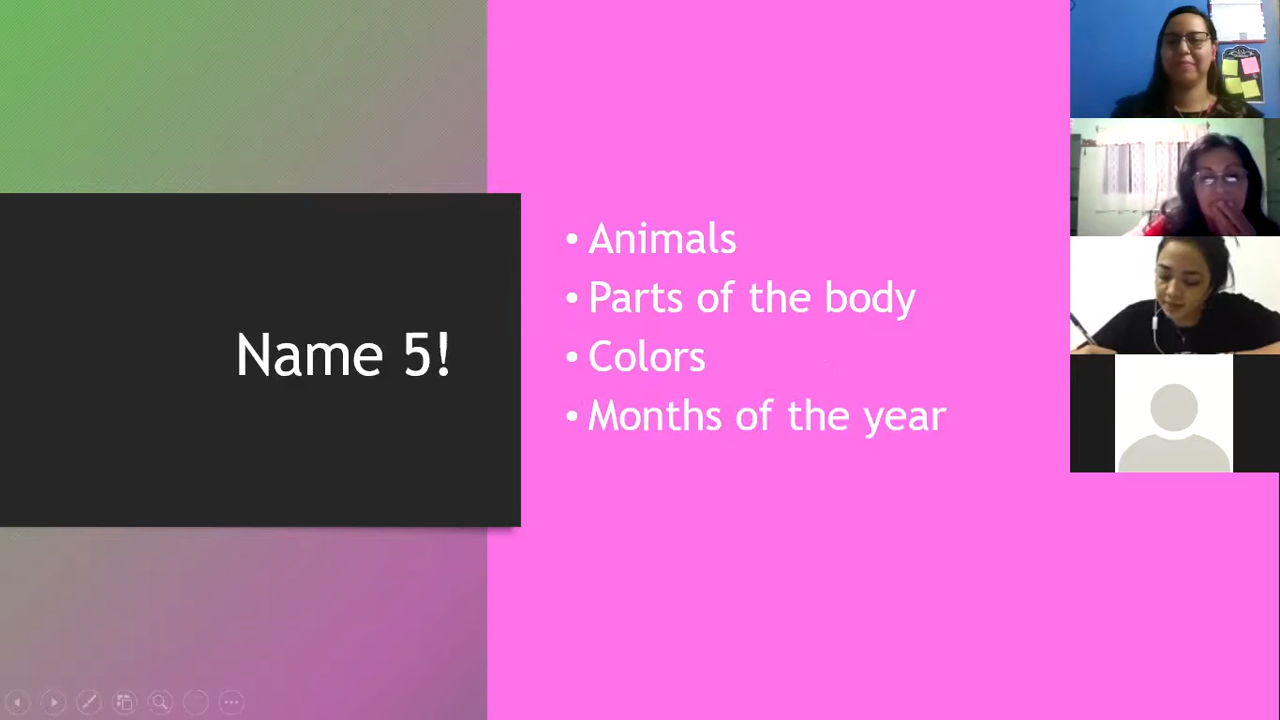 Name 5!
• Animals
• Parts of the body
• Colors
• Months of the year